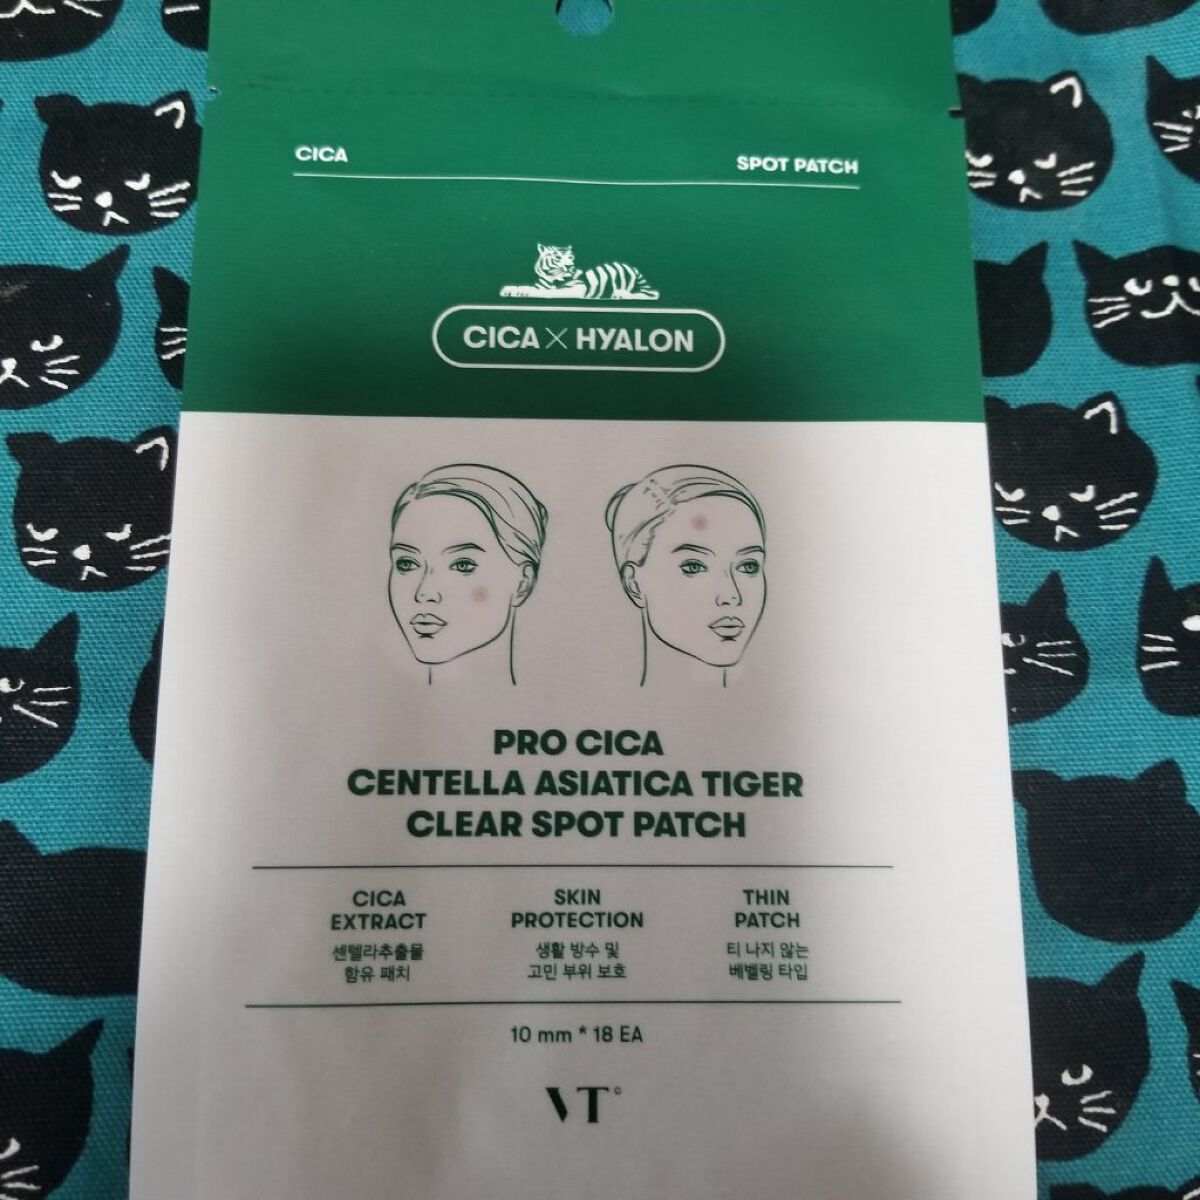 CICA
SPOT PATCH
CICA × HYALON
PRO CICA
CENTELLA ASIATICA TIGER
CLEAR SPOT PATCH
CICA
EXTRACT
센텔라추출물
함유 패치
SKIN
PROTECTION
생활 방수 및
고민 부위 보호
THIN
PATCH
티 나지 않는
베벨링 타입
10 mm * 18 EA
VT©